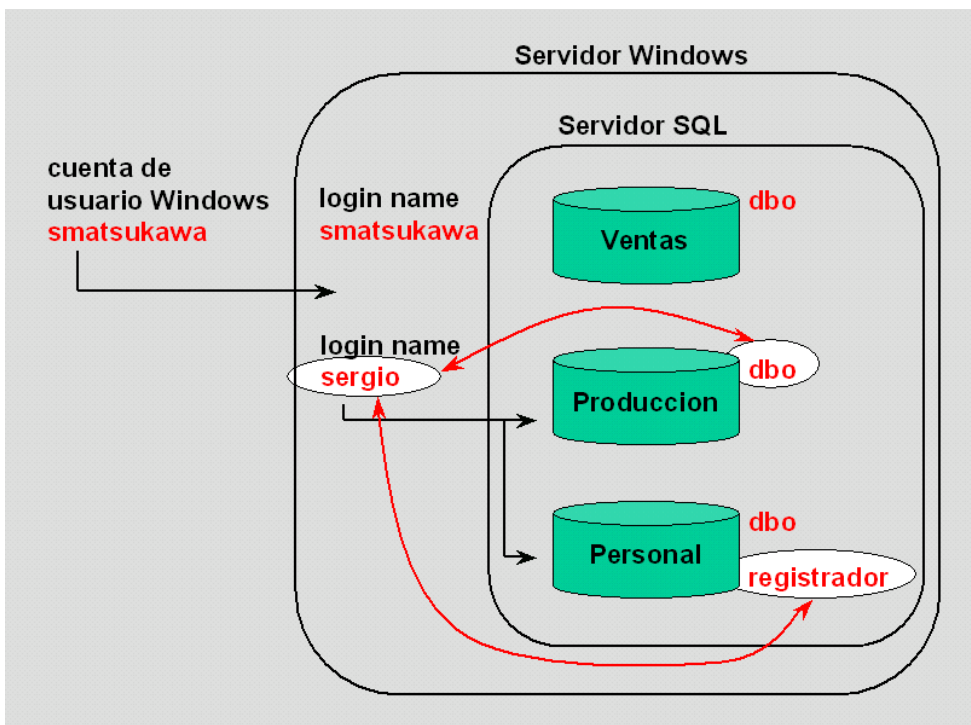 Servidor Windows
Servidor SQL
cuenta de
usuario Windows
smatsukawa
login name
smatsukawa
dbo
Ventas
login name
sergio
dbo
Produccion
dbo
Personal
registrador